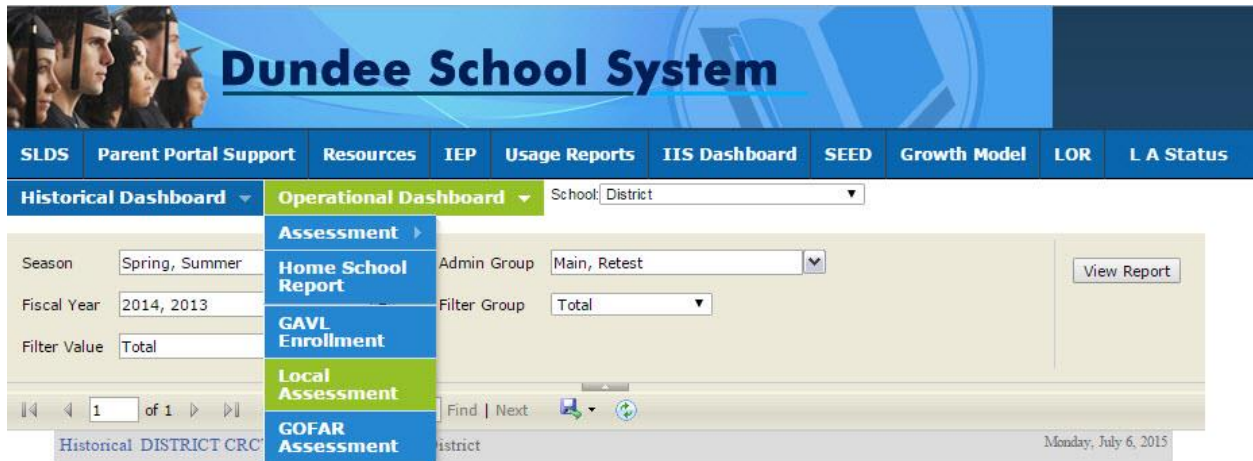 Dundee School System
SLDS Parent Portal Support Resources IEP Usage Reports IIS Dashboard SEED Growth Model LOR L A Status
Historical Dashboard Operational Dashboard School: District
Assessment
Home School
Report
GAVL
Enrollment
Local
Assessment
GOFAR
Assessment
Season Spring, Summer Admin Group Main, Retest View Report
Fiscal Year 2014, 2013 Filter Group Total
Filter Value Total
1 of 1 Find | Next
Historical DISTRICT Monday, July 6, 2015